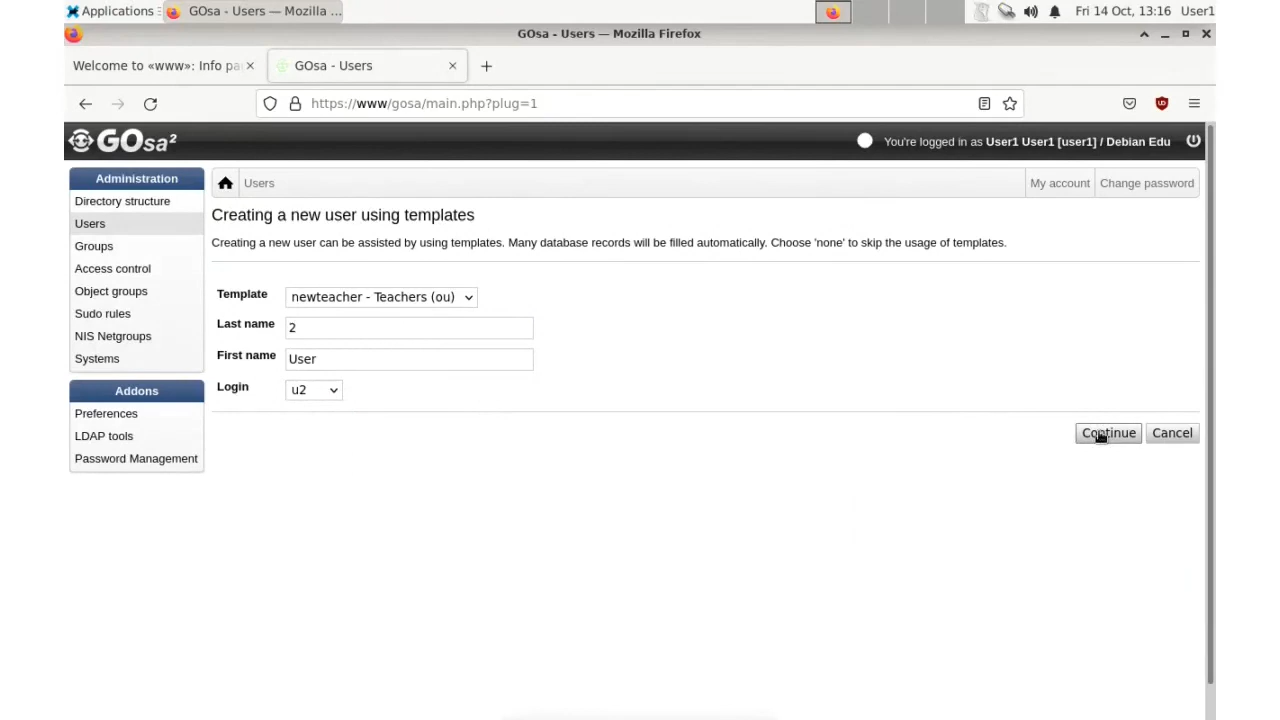 Applications
GOsa - Users — Mozilla ...
Fri 14 Oct, 13:16
User1
GOsa - Users — Mozilla Firefox
Welcome to «www»: Info pa
GOsa - Users
https://www/gosa/main.php?plug=1
GOsa²
You're logged in as User1 User1 [user1] / Debian Edu
Administration
Directory structure
Users
Groups
Access control
Object groups
Sudo rules
NIS Netgroups
Systems
Addons
Preferences
LDAP tools
Password Management
Users
My account
Change password
Creating a new user using templates
Creating a new user can be assisted by using templates. Many database records will be filled automatically. Choose 'none' to skip the usage of templates.
Template
newteacher - Teachers (ou)
Last name
2
First name
User
Login
u2
Continue
Cancel